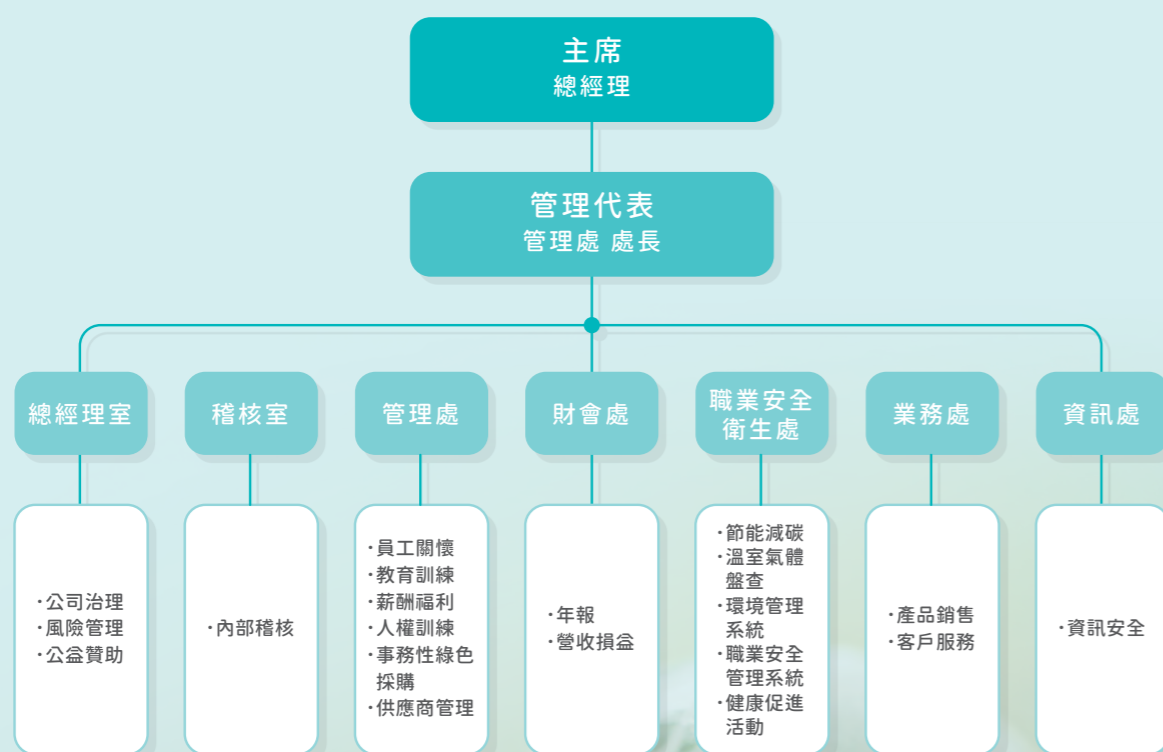 主席
總經理
管理代表
管理處 處長
總經理室
稽核室
管理處
財會處
職業安全
衛生處
業務處
資訊處
·公司治理
·風險管理
·公益贊助
·內部稽核
·員工關懷
·教育訓練
·薪酬福利
·人權訓練
·事務性綠色
採購
·供應商管理
·年報
·營收損益
·節能減碳
·溫室氣體
盤查
·環境管理
系統
·職業安全
管理系統
·健康促進
活動
·產品銷售
·客戶服務
·資訊安全